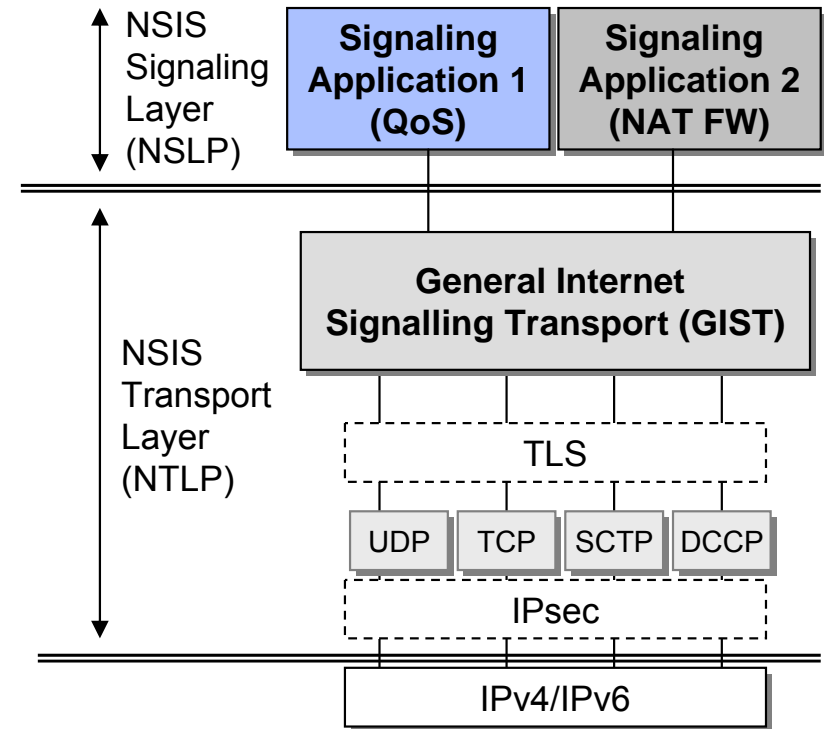 NSIS
Signaling
Layer
(NSLP)
Signaling
Application 1
(QoS)
Signaling
Application 2
(NAT FW)
NSIS
Transport
Layer
(NTLP)
General Internet
Signalling Transport (GIST)
TLS
UDP
TCP
SCTP
DCCP
IPsec
IPv4/IPv6